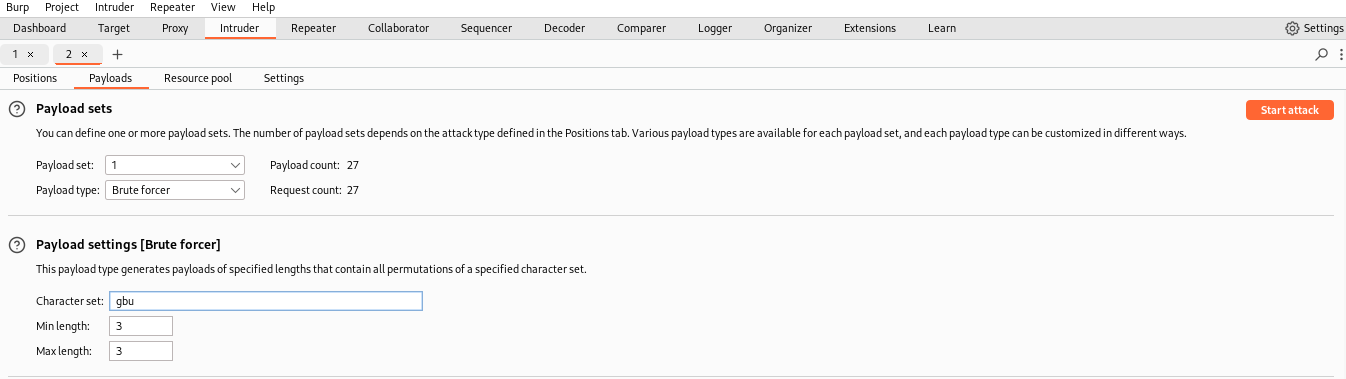 Burp Project Intruder Repeater View Help
Dashboard Target Proxy Intruder Repeater Collaborator Sequencer Decoder Comparer Logger Organizer Extensions Learn Settings
1 × 2 × +
Positions Payloads Resource pool Settings
? Payload sets Start attack
You can define one or more payload sets. The number of payload sets depends on the attack type defined in the Positions tab. Various payload types are available for each payload set, and each payload type can be customized in different ways.
Payload set: 1 Payload count: 27
Payload type: Brute forcer Request count: 27
? Payload settings [Brute forcer]
This payload type generates payloads of specified lengths that contain all permutations of a specified character set.
Character set: gbu
Min length: 3
Max length: 3